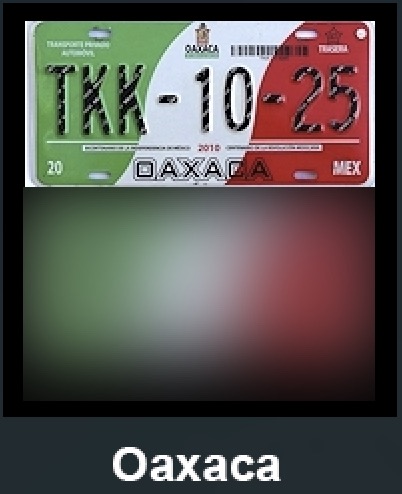 TRANSPORTE PRIVADO
AUTOMÓVIL
OAXACA
TRASERA
TKK-10-25
BICENTENARIO DE LA INDEPENDENCIA DE MÉXICO 2010 CENTENARIO DE LA REVOLUCIÓN MEXICANA
20 OAXACA MEX
Oaxaca